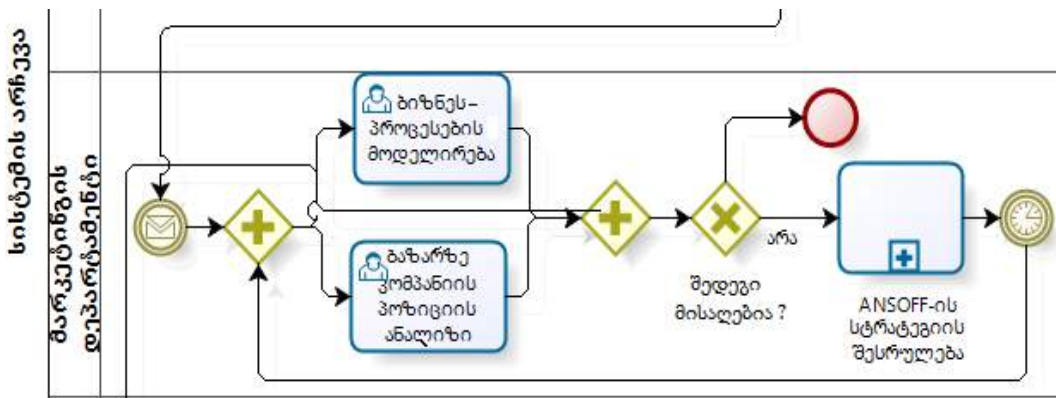 სისტემის არჩევა
მარკეტინგის
დეპარტამენტი
ბიზნეს–
პროცესების
მოდელირება
ბაზარზე
კომპანიის
პოზიციის
ანალიზი
შედეგი
მისაღებია ?
არა
ANSOFF-ის
სტრატეგიის
შესრულება